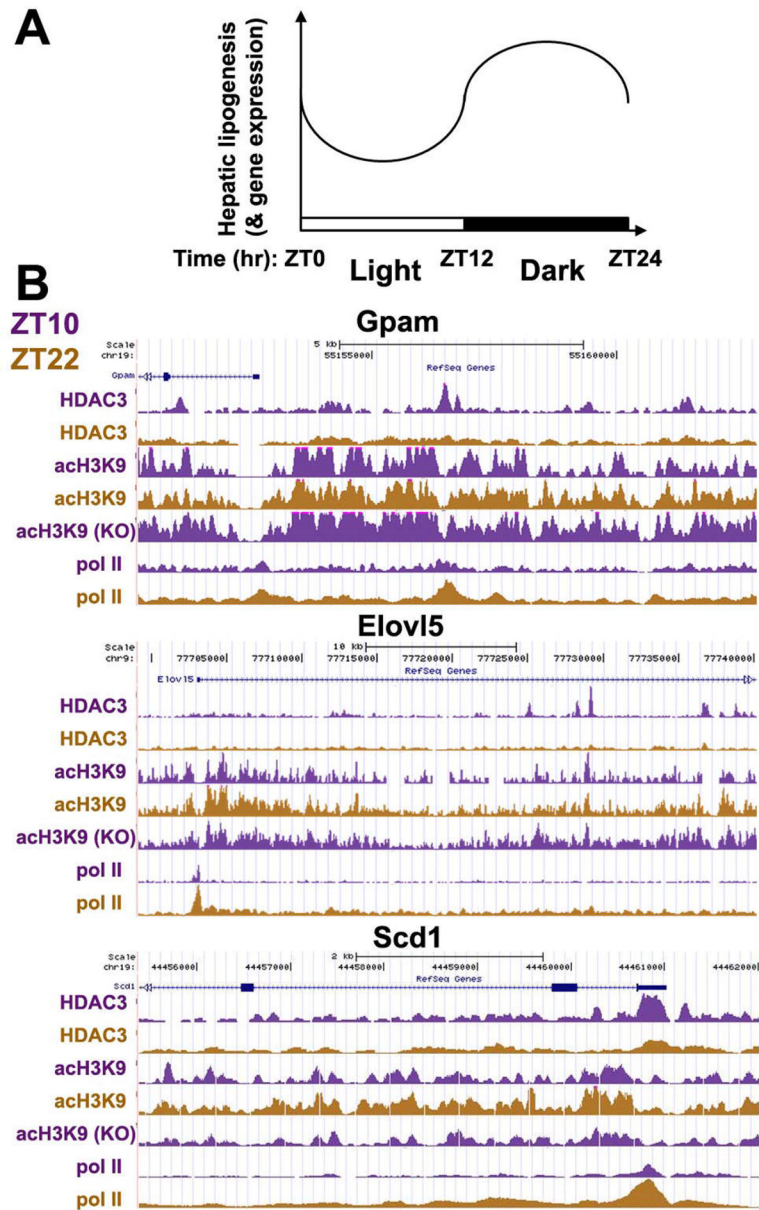 A
Hepatic lipogenesis
(& gene expression)
Time (hr): ZT0 ZT12 ZT24
Light Dark
B
ZT10
ZT22
Gpam
Scale 5 kb
chr19: 55155000 55160000
Gpam RefSeq Genes
HDAC3
HDAC3
acH3K9
acH3K9
acH3K9 (KO)
pol II
pol II
Elovl5
Scale 10 kb
chr9: 77705000 77710000 77715000 77720000 77725000 77730000 77735000 77740000
Elovl5 RefSeq Genes
HDAC3
HDAC3
acH3K9
acH3K9
acH3K9 (KO)
pol II
pol II
Scd1
Scale 2 kb
chr19: 44456000 44457000 44458000 44459000 44460000 44461000 44462000
Scd1 RefSeq Genes
HDAC3
HDAC3
acH3K9
acH3K9
acH3K9 (KO)
pol II
pol II